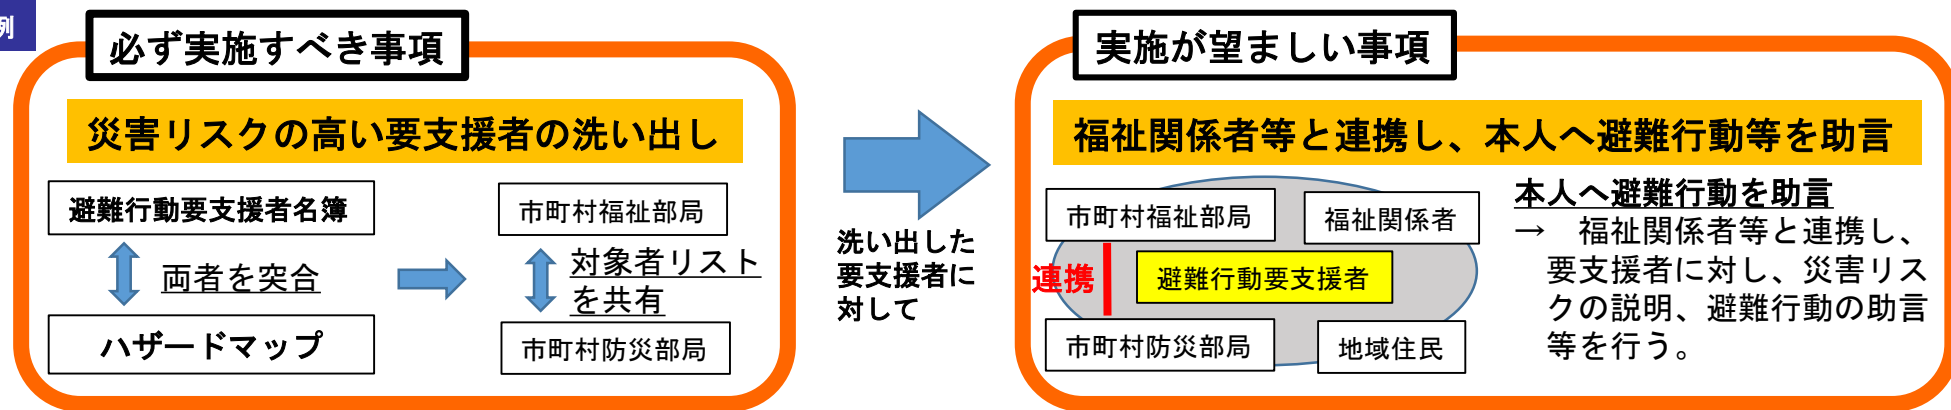 例
必ず実施すべき事項
災害リスクの高い要支援者の洗い出し
避難行動要支援者名簿
両者を突合
ハザードマップ
市町村福祉部局
対象者リスト
を共有
市町村防災部局
洗い出した
要支援者に
対して
実施が望ましい事項
福祉関係者等と連携し、本人へ避難行動等を助言
市町村福祉部局
福祉関係者
連携
避難行動要支援者
市町村防災部局
地域住民
本人へ避難行動を助言
→　福祉関係者等と連携し、
要支援者に対し、災害リス
クの説明、避難行動の助言
等を行う。